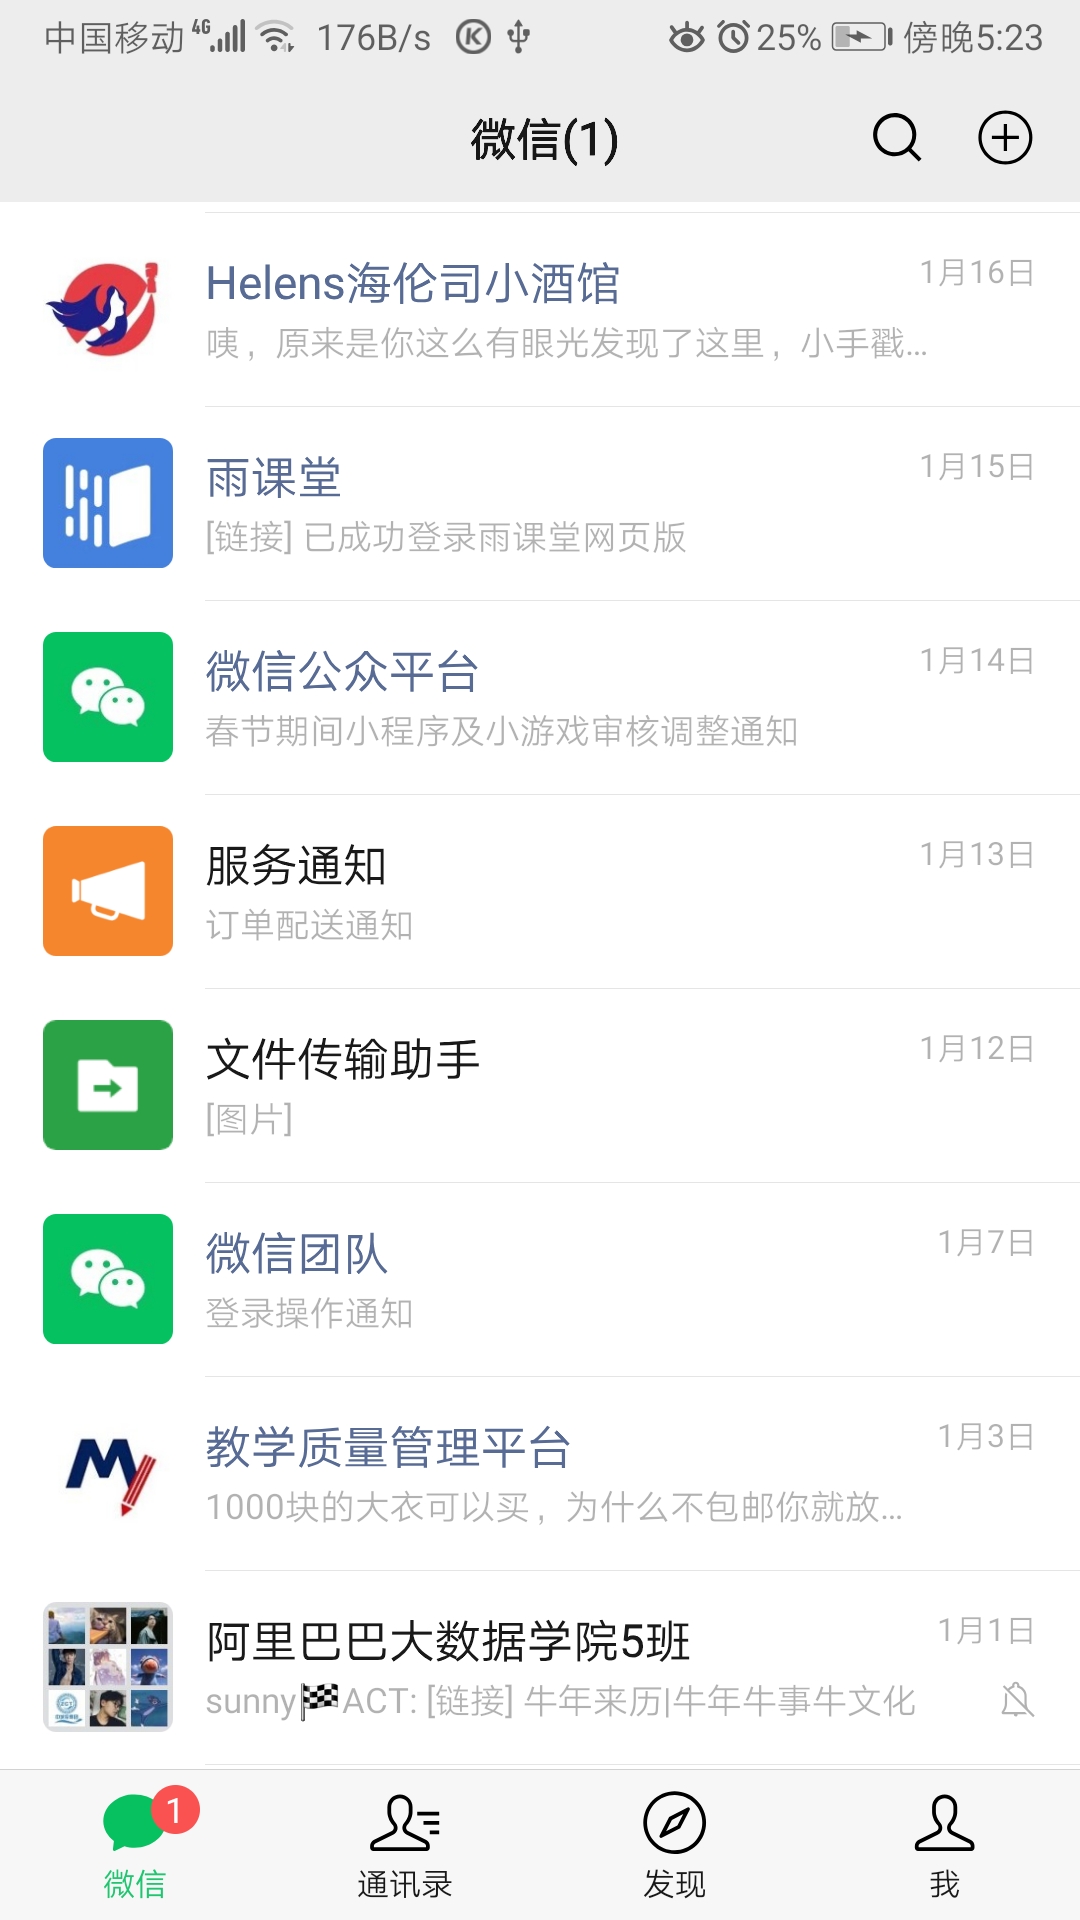 中国移动 4G 176B/s K 25% 傍晚5:23
微信(1)
Helens海伦司小酒馆 1月16日
咦，原来是你这么有眼光发现了这里，小手戳...
雨课堂 1月15日
[链接] 已成功登录雨课堂网页版
微信公众平台 1月14日
春节期间小程序及小游戏审核调整通知
服务通知 1月13日
订单配送通知
文件传输助手 1月12日
[图片]
微信团队 1月7日
登录操作通知
教学质量管理平台 1月3日
1000块的大衣可以买，为什么不包邮你就放...
阿里巴巴大数据学院5班 1月1日
sunny🏁ACT: [链接] 牛年来历|牛年牛事牛文化
1
微信 通讯录 发现 我